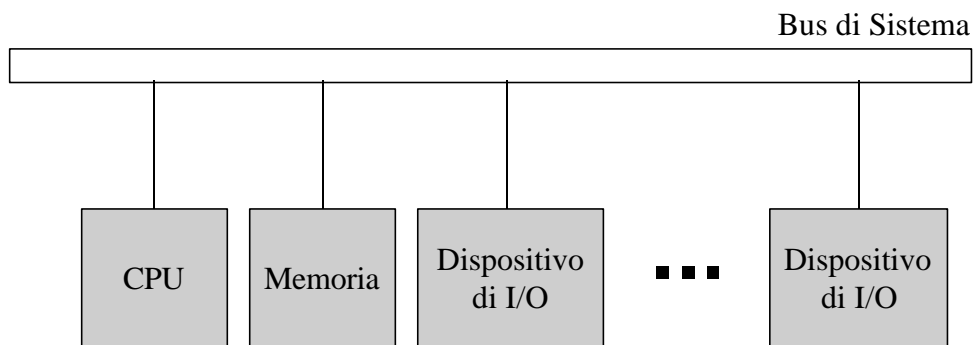 Bus di Sistema
CPU
Memoria
Dispositivo
di I/O
Dispositivo
di I/O